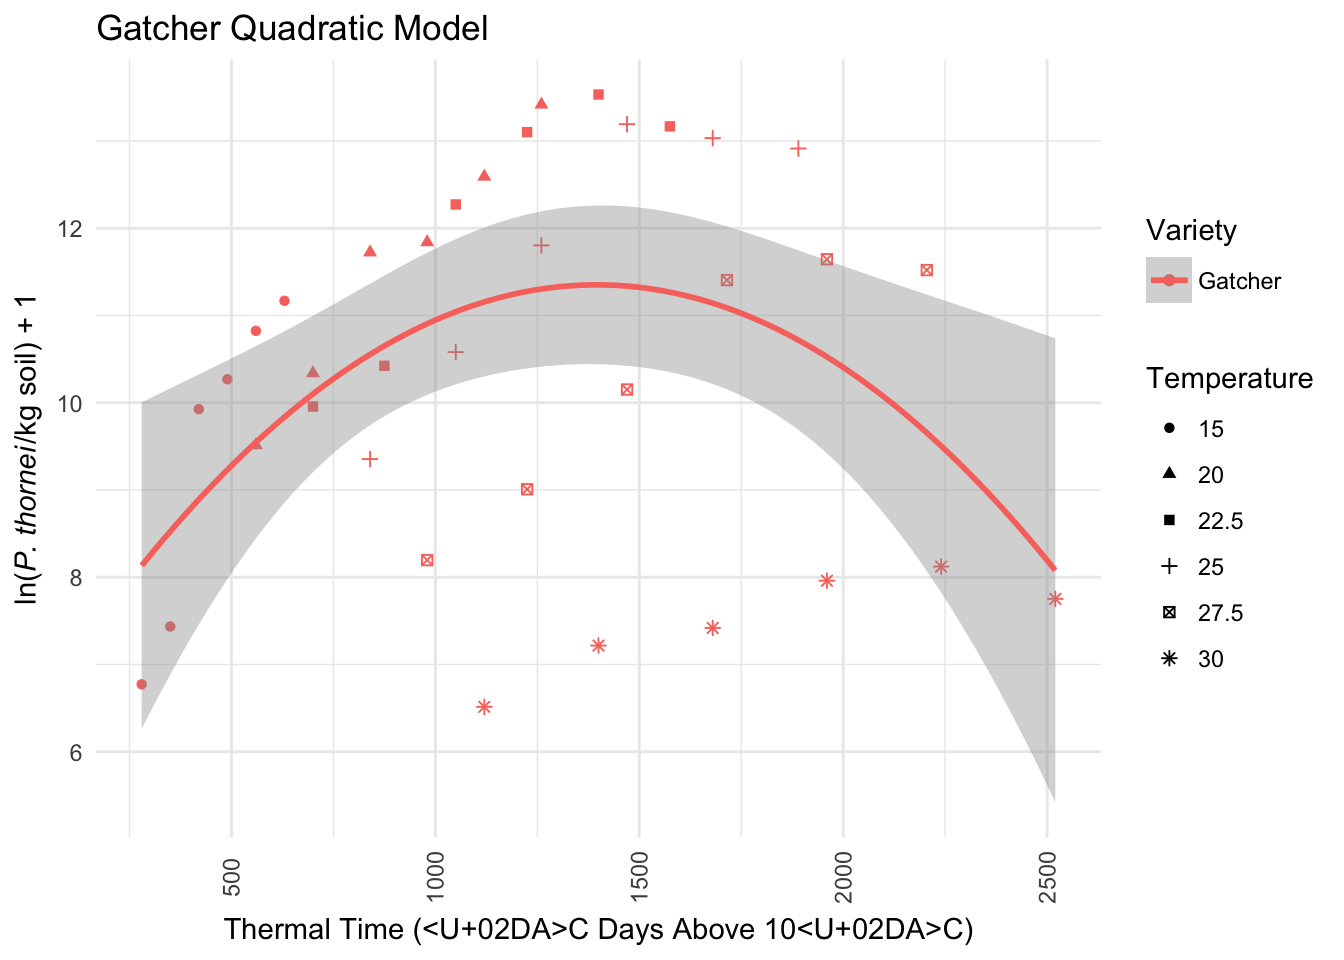 Gatcher Quadratic Model
ln(P. thornei/kg soil) + 1
12
10
8
6
500
1000
1500
2000
2500
Thermal Time (<U+02DA>C Days Above 10<U+02DA>C)
Variety
Gatcher
Temperature
15
20
22.5
25
27.5
30